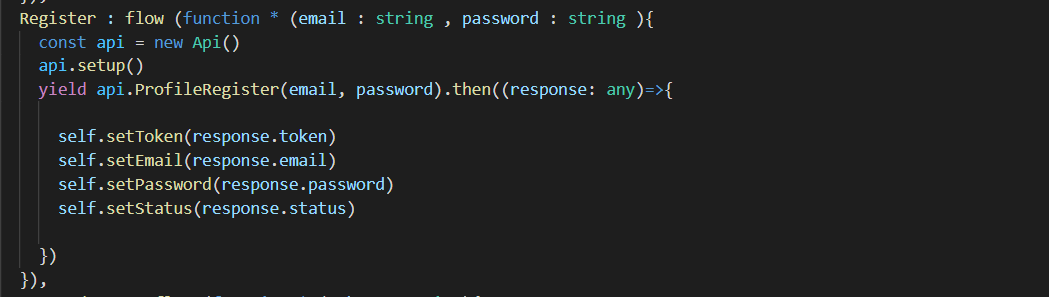 }),
Register : flow (function * (email : string , password : string ){
const api = new Api()
api.setup()
yield api.ProfileRegister(email, password).then((response: any)=>{
self.setToken(response.token)
self.setEmail(response.email)
self.setPassword(response.password)
self.setStatus(response.status)
})
}),